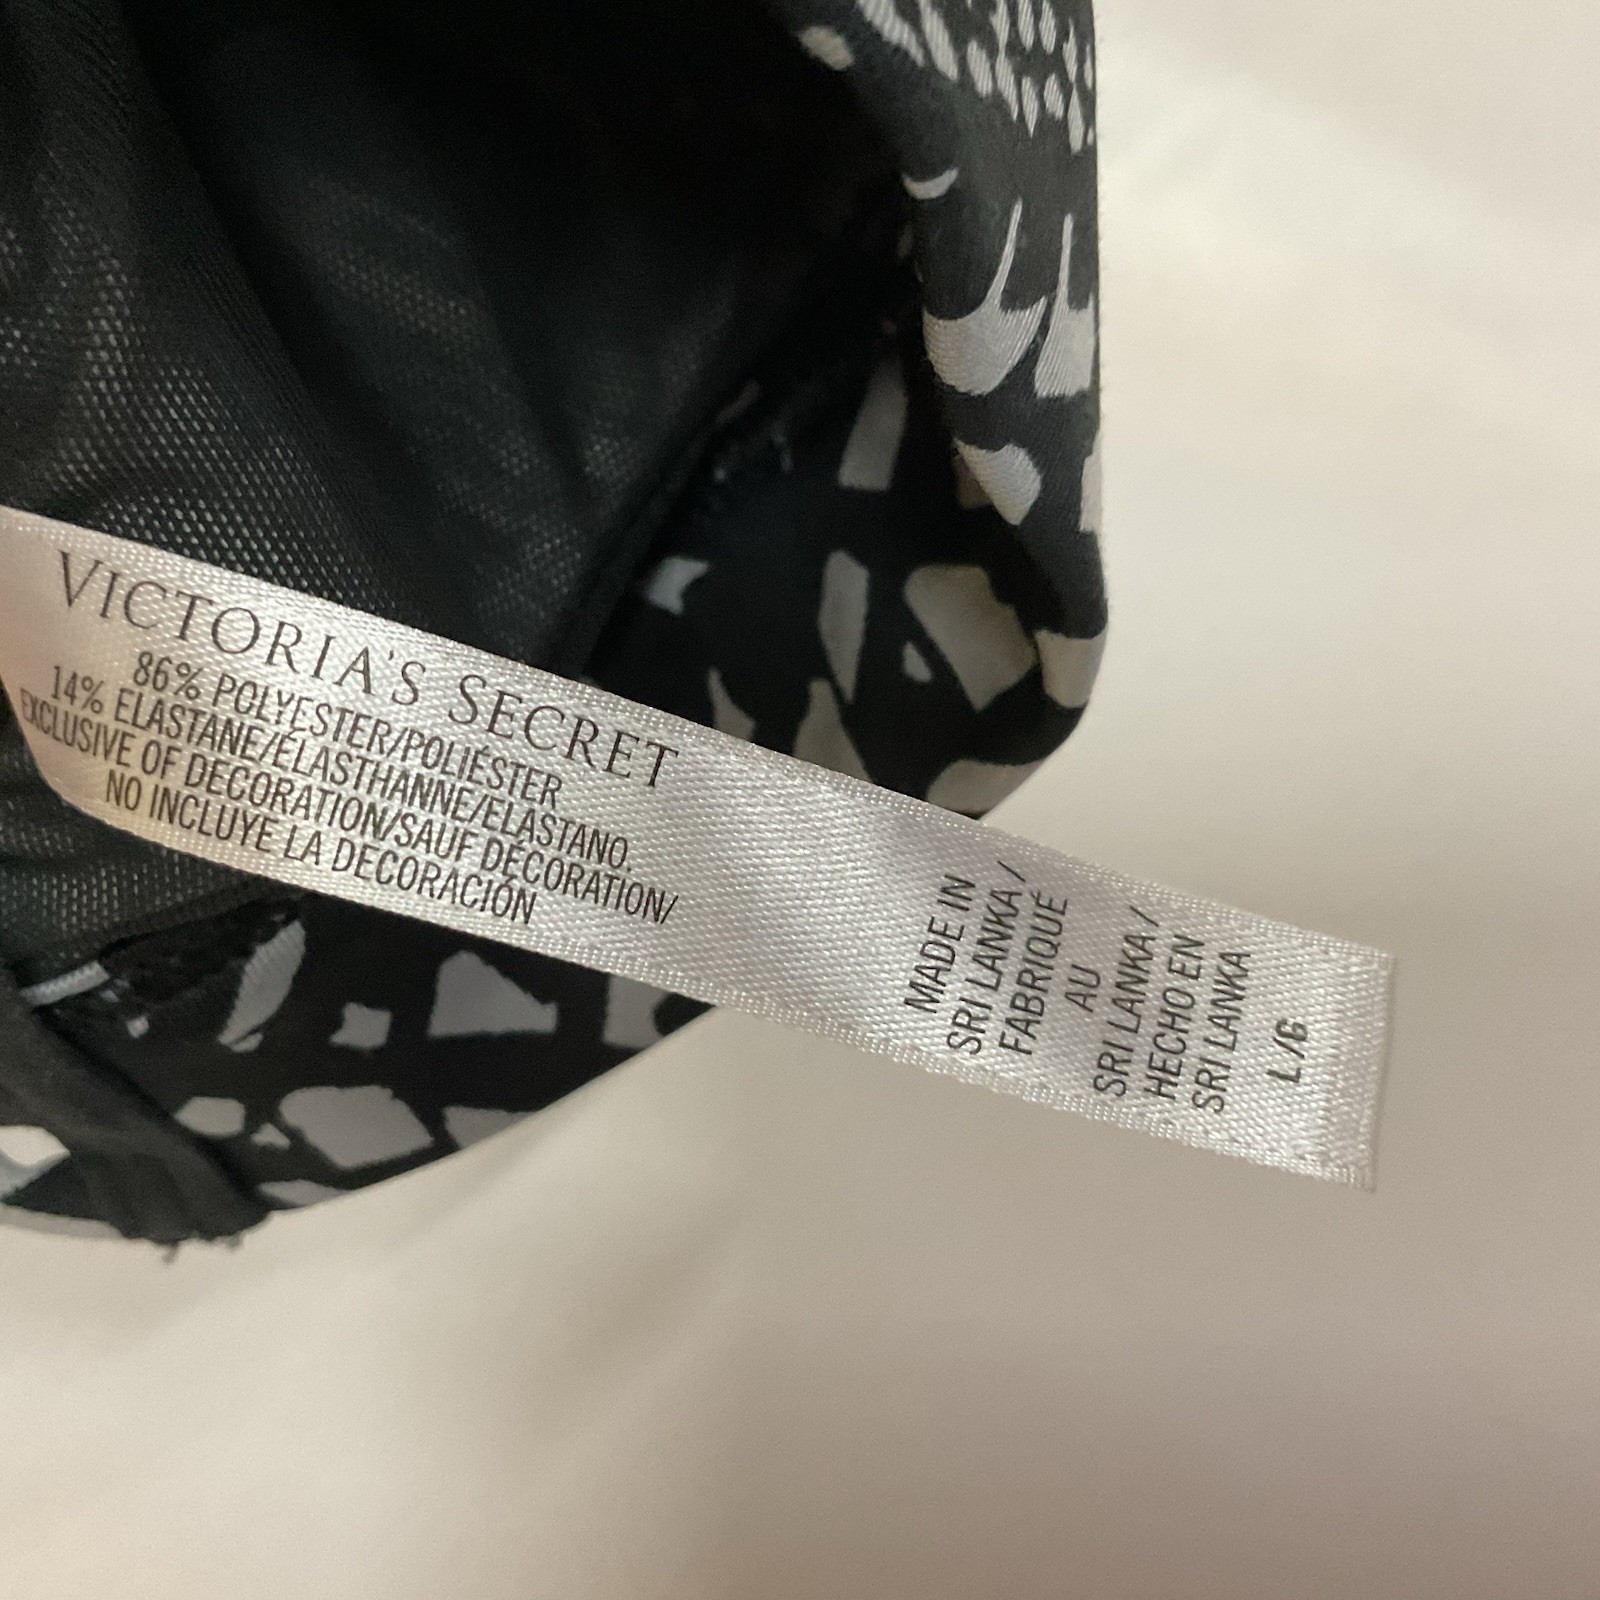 VICTORIA'S SECRET
86% POLYESTER/POLIÉSTER
14% ELASTANE/ÉLASTHANNE/ELASTANO.
EXCLUSIVE OF DECORATION/SAUF DÉCORATION/
NO INCLUYE LA DECORACIÓN
MADE IN
SRI LANKA /
FABRIQUÉ
AU
SRI LANKA /
HECHO EN
SRI LANKA
L/G